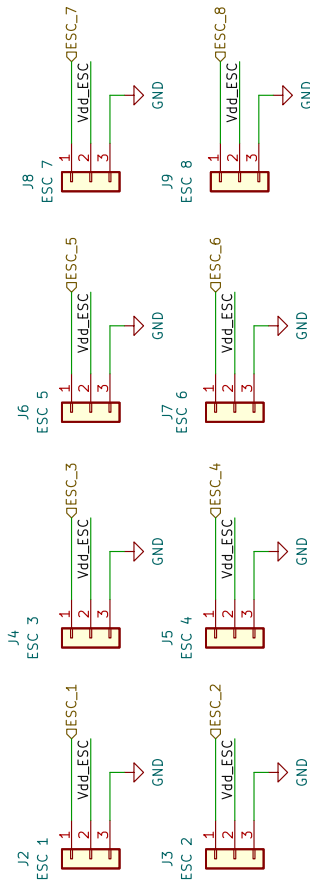 J2
ESC 1
1
2
3
ESC_1
Vdd_ESC
GND
J4
ESC 3
1
2
3
ESC_3
Vdd_ESC
GND
J6
ESC 5
1
2
3
ESC_5
Vdd_ESC
GND
J8
ESC 7
1
2
3
ESC_7
Vdd_ESC
GND
J3
ESC 2
1
2
3
ESC_2
Vdd_ESC
GND
J5
ESC 4
1
2
3
ESC_4
Vdd_ESC
GND
J7
ESC 6
1
2
3
ESC_6
Vdd_ESC
GND
J9
ESC 8
1
2
3
ESC_8
Vdd_ESC
GND